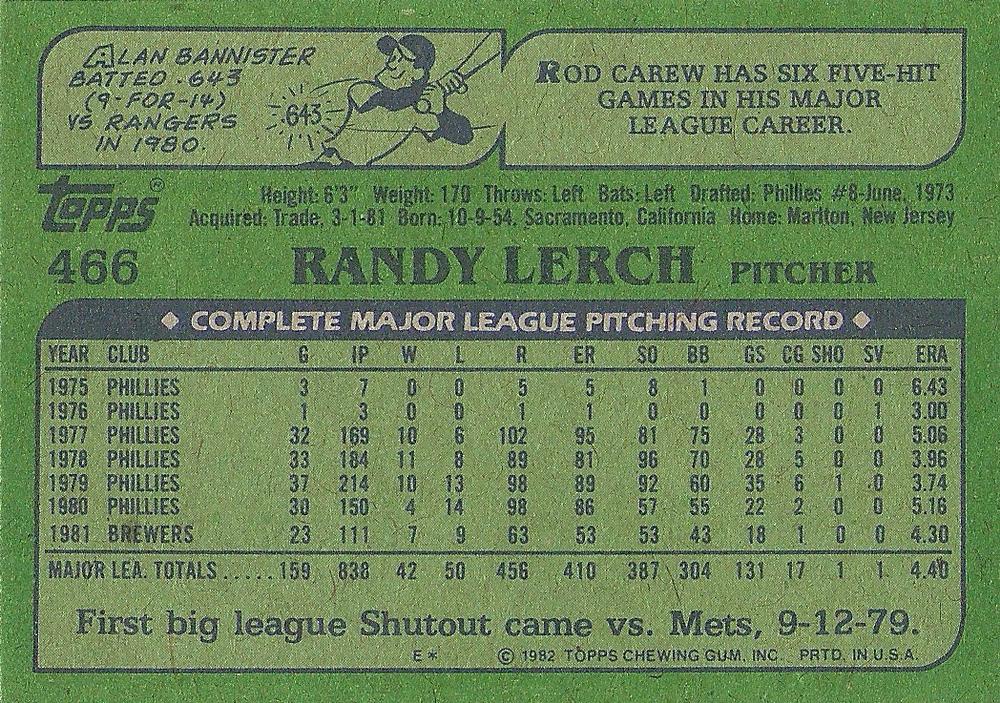 ALAN BANNISTER
BATTED .643
(9-FOR-14)
VS RANGERS
IN 1980.
.643
ROD CAREW HAS SIX FIVE-HIT
GAMES IN HIS MAJOR
LEAGUE CAREER.
TOPPS®
Height: 6'3" Weight: 170 Throws: Left Bats: Left Drafted: Phillies #8-June, 1973
Acquired: Trade, 3-1-81 Born: 10-9-54, Sacramento, California Home: Marlton, New Jersey
466 RANDY LERCH PITCHER
◆ COMPLETE MAJOR LEAGUE PITCHING RECORD ◆
YEAR CLUB G IP W L R ER SO BB GS CG SHO SV ERA
1975 PHILLIES 3 7 0 0 5 5 8 1 0 0 0 0 6.43
1976 PHILLIES 1 3 0 0 1 1 0 0 0 0 0 1 3.00
1977 PHILLIES 32 169 10 6 102 95 81 75 28 3 0 0 5.06
1978 PHILLIES 33 184 11 8 89 81 96 70 28 5 0 0 3.96
1979 PHILLIES 37 214 10 13 98 89 92 60 35 6 1 0 3.74
1980 PHILLIES 30 150 4 14 98 86 57 55 22 2 0 0 5.16
1981 BREWERS 23 111 7 9 63 53 53 43 18 1 0 0 4.30
MAJOR LEA. TOTALS.....159 838 42 50 456 410 387 304 131 17 1 1 4.40
First big league Shutout came vs. Mets, 9-12-79.
E* © 1982 TOPPS CHEWING GUM, INC. PRTD. IN U.S.A.